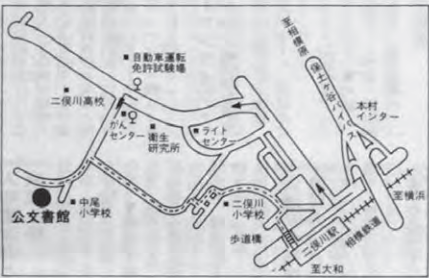 至相模原
保土ヶ谷バイパス
本村
インター
自動車運転
免許試験場
二俣川高校
がん
センター
衛生
研究所
ライト
センター
公文書館
中尾
小学校
二俣川
小学校
歩道橋
二俣川駅
相模鉄道
至横浜
至大和